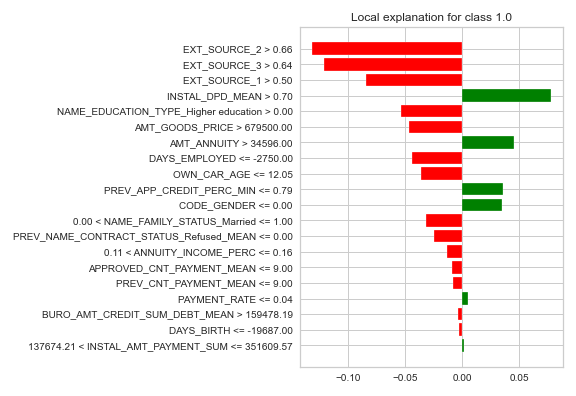 Local explanation for class 1.0
EXT_SOURCE_2 > 0.66
EXT_SOURCE_3 > 0.64
EXT_SOURCE_1 > 0.50
INSTAL_DPD_MEAN > 0.70
NAME_EDUCATION_TYPE_Higher education > 0.00
AMT_GOODS_PRICE > 679500.00
AMT_ANNUITY > 34596.00
DAYS_EMPLOYED <= -2750.00
OWN_CAR_AGE <= 12.05
PREV_APP_CREDIT_PERC_MIN <= 0.79
CODE_GENDER <= 0.00
0.00 < NAME_FAMILY_STATUS_Married <= 1.00
PREV_NAME_CONTRACT_STATUS_Refused_MEAN <= 0.00
0.11 < ANNUITY_INCOME_PERC <= 0.16
APPROVED_CNT_PAYMENT_MEAN <= 9.00
PREV_CNT_PAYMENT_MEAN <= 9.00
PAYMENT_RATE <= 0.04
BURO_AMT_CREDIT_SUM_DEBT_MEAN > 159478.19
DAYS_BIRTH <= -19687.00
137674.21 < INSTAL_AMT_PAYMENT_SUM <= 351609.57
−0.10 −0.05 0.00 0.05